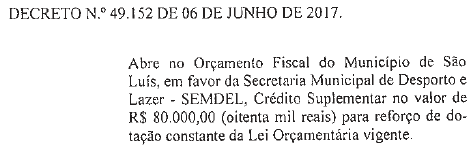 DECRETO N.º 49.152 DE 06 DE JUNHO DE 2017.
Abre no Orçamento Fiscal do Município de São
Luís, em favor da Secretaria Municipal de Desporto e
Lazer - SEMDEL, Crédito Suplementar no valor de
R$ 80.000,00 (oitenta mil reais) para reforço de do-
tação constante da Lei Orçamentária vigente.